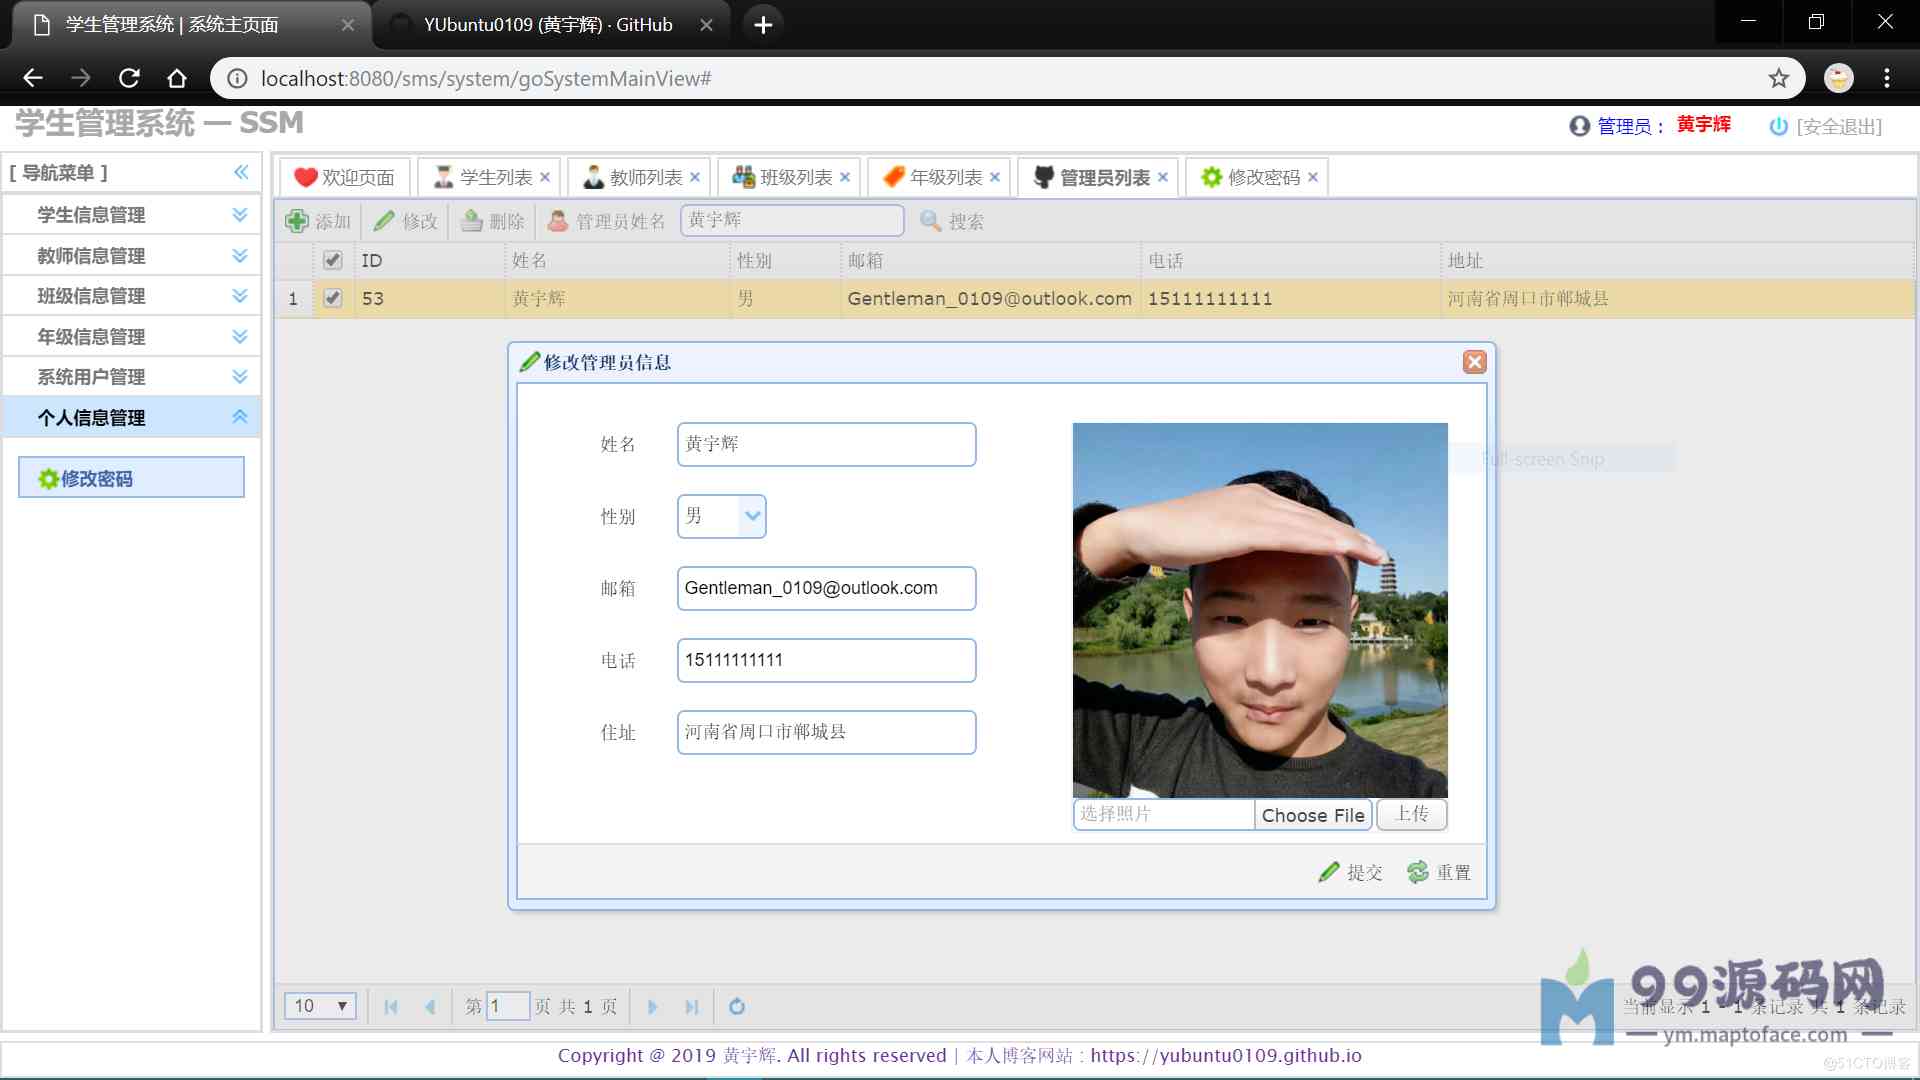 学生管理系统 | 系统主页面
YUbuntu0109 (黄宇辉) · GitHub
localhost:8080/sms/system/goSystemMainView#
学生管理系统 — SSM
管理员： 黄宇辉 [安全退出]
[ 导航菜单 ]
学生信息管理
教师信息管理
班级信息管理
年级信息管理
系统用户管理
个人信息管理
修改密码
欢迎页面 学生列表 教师列表 班级列表 年级列表 管理员列表 修改密码
添加 修改 删除 管理员姓名 黄宇辉 搜索
ID 姓名 性别 邮箱 电话 地址
1 53 黄宇辉 男 Gentleman_0109@outlook.com 15111111111 河南省周口市郸城县
修改管理员信息
姓名 黄宇辉
性别 男
邮箱 Gentleman_0109@outlook.com
电话 15111111111
住址 河南省周口市郸城县
Full-screen Snip
选择照片 Choose File 上传
提交 重置
10 第 1 页 共 1 页
当前显示 1 - 1 条记录 共 1 条记录
99源码网
ym.maptoface.com
Copyright @ 2019 黄宇辉. All rights reserved | 本人博客网站 : https://yubuntu0109.github.io
@51CTO博客